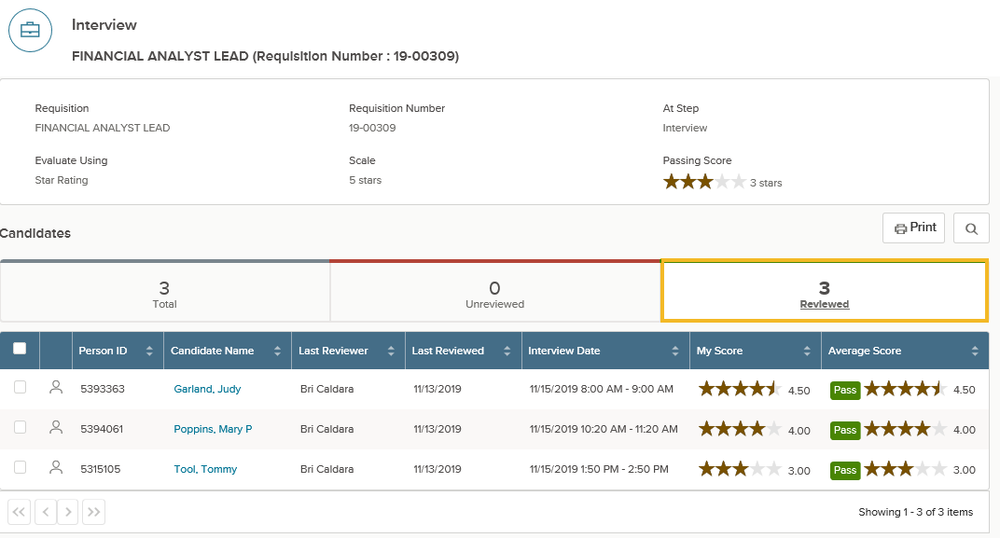 Interview
FINANCIAL ANALYST LEAD (Requisition Number : 19-00309)
Requisition
Requisition Number
At Step
FINANCIAL ANALYST LEAD
19-00309
Interview
Evaluate Using
Scale
Passing Score
Star Rating
5 stars
3 stars
Candidates
Print
3
Total
0
Unreviewed
3
Reviewed
Person ID Candidate Name Last Reviewer Last Reviewed Interview Date My Score Average Score
5393363 Garland, Judy Bri Caldara 11/13/2019 11/15/2019 8:00 AM - 9:00 AM 4.50 Pass 4.50
5394061 Poppins, Mary P Bri Caldara 11/13/2019 11/15/2019 10:20 AM - 11:20 AM 4.00 Pass 4.00
5315105 Tool, Tommy Bri Caldara 11/13/2019 11/15/2019 1:50 PM - 2:50 PM 3.00 Pass 3.00
Showing 1 - 3 of 3 items